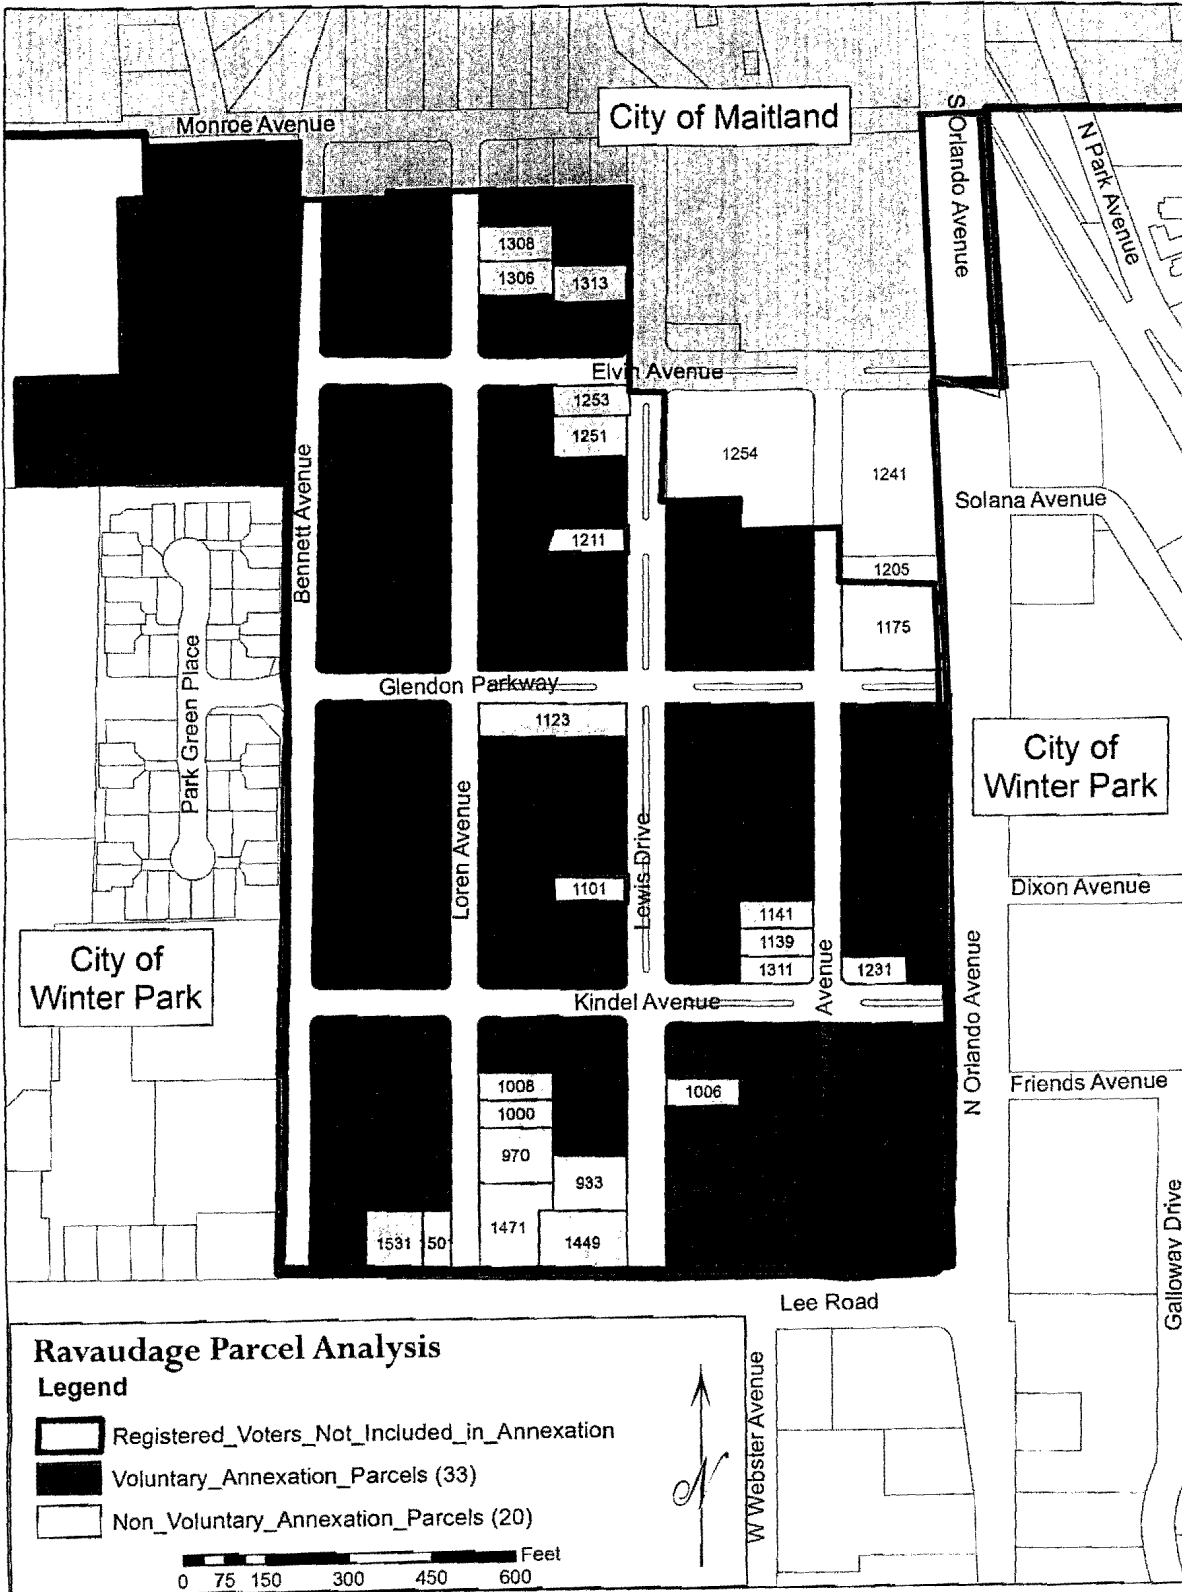 City of Maitland
Monroe Avenue
S Orlando Avenue
N Park Avenue
1308
1306
1313
Elvin Avenue
1253
1251
1254
1241
Solana Avenue
Bennett Avenue
1211
1205
1175
Park Green Place
Glendon Parkway
1123
City of
Winter Park
Loren Avenue
Lewis Drive
1101
Dixon Avenue
1141
1139
1311
1231
Avenue
City of
Winter Park
Kindel Avenue
N Orlando Avenue
1008
1006
1000
Friends Avenue
970
933
1471
1531
501
1449
Galloway Drive
Lee Road
W Webster Avenue
Ravaudage Parcel Analysis
Legend
Registered_Voters_Not_Included_in_Annexation
Voluntary_Annexation_Parcels (33)
Non_Voluntary_Annexation_Parcels (20)
N
Feet
0 75 150 300 450 600